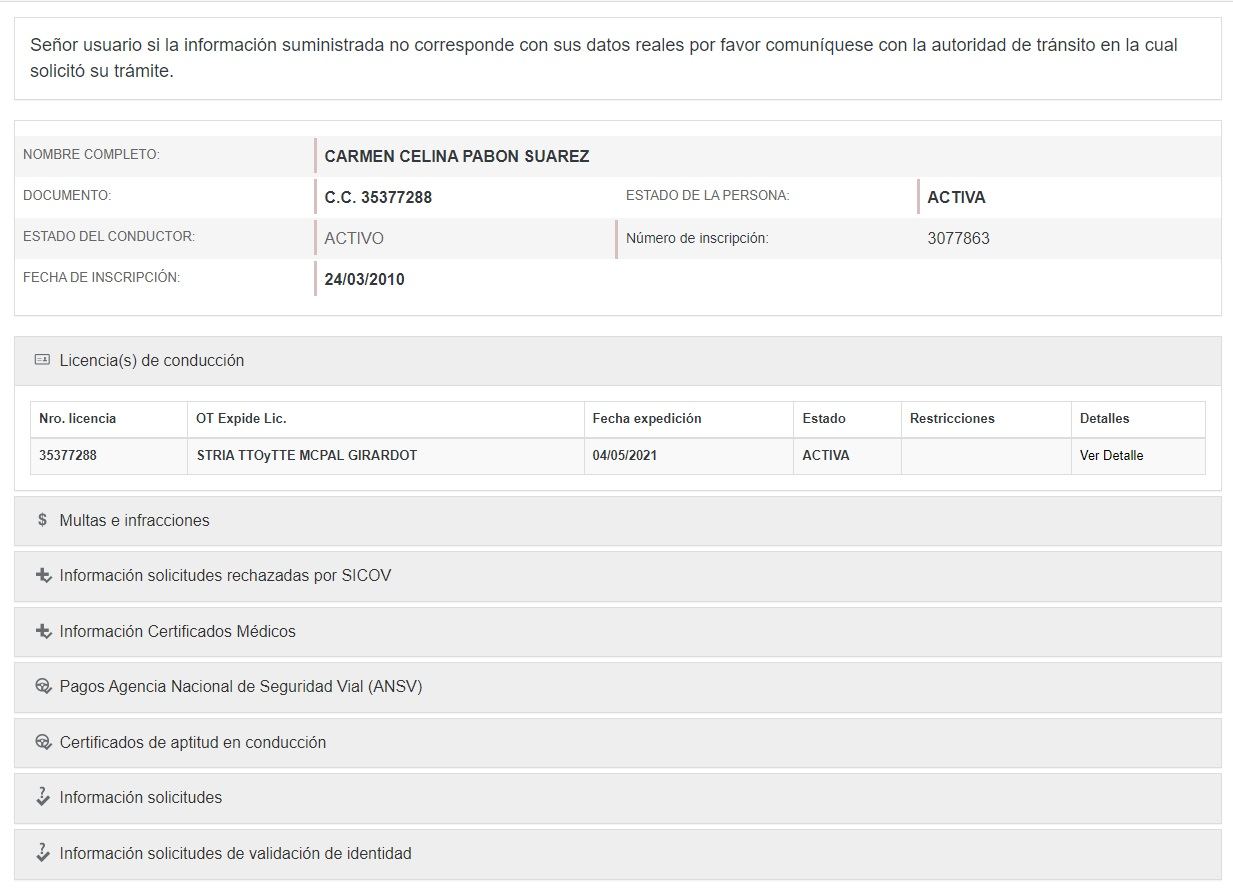 Señor usuario si la información suministrada no corresponde con sus datos reales por favor comuníquese con la autoridad de tránsito en la cual
solicitó su trámite.
NOMBRE COMPLETO: CARMEN CELINA PABON SUAREZ
DOCUMENTO: C.C. 35377288 ESTADO DE LA PERSONA: ACTIVA
ESTADO DEL CONDUCTOR: ACTIVO Número de inscripción: 3077863
FECHA DE INSCRIPCIÓN: 24/03/2010
Licencia(s) de conducción
Nro. licencia OT Expide Lic. Fecha expedición Estado Restricciones Detalles
35377288 STRIA TTOyTTE MCPAL GIRARDOT 04/05/2021 ACTIVA Ver Detalle
$ Multas e infracciones
Información solicitudes rechazadas por SICOV
Información Certificados Médicos
Pagos Agencia Nacional de Seguridad Vial (ANSV)
Certificados de aptitud en conducción
Información solicitudes
Información solicitudes de validación de identidad